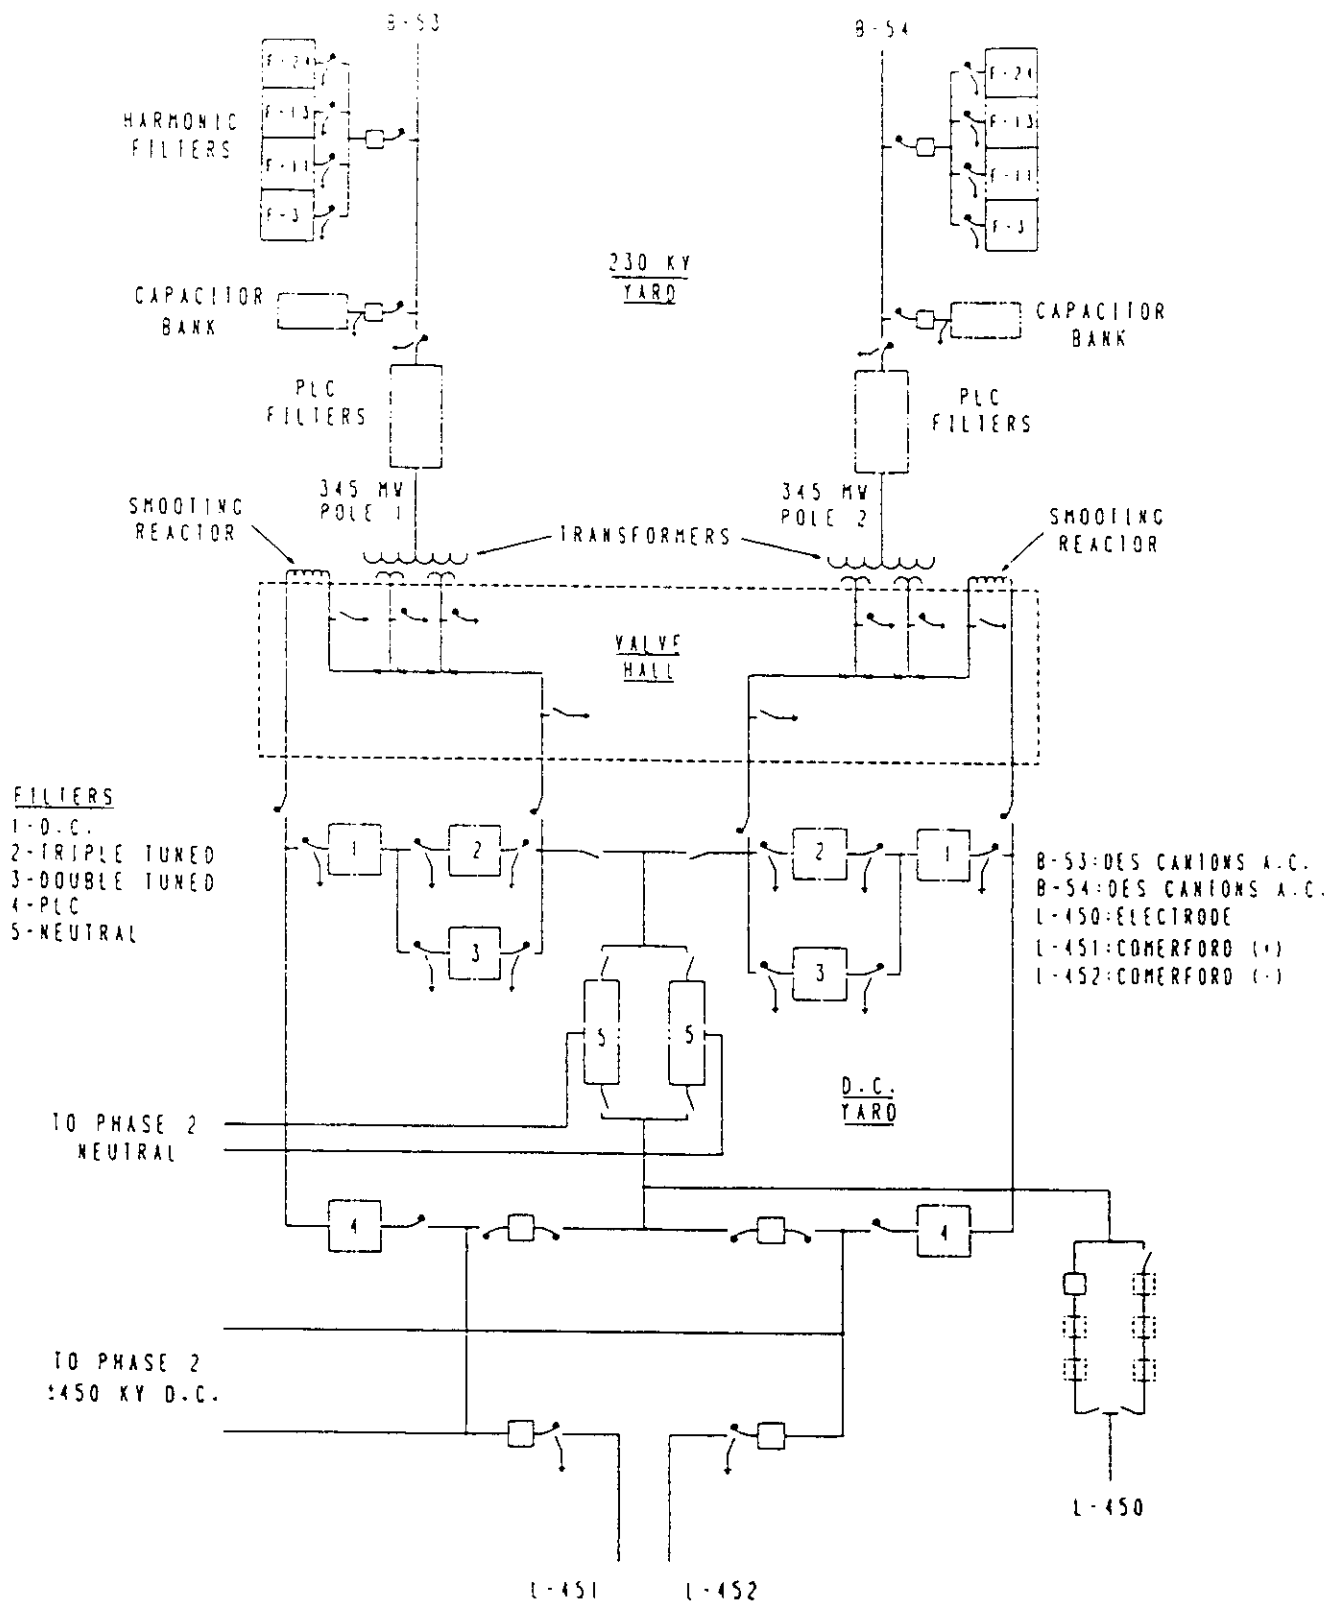 B-53
B-54
F-24
F-13
F-11
F-3
HARMONIC
FILTERS
F-24
F-13
F-11
F-3
230 KV
YARD
CAPACITOR
BANK
CAPACITOR
BANK
PLC
FILTERS
PLC
FILTERS
345 MW
POLE 1
345 MW
POLE 2
SMOOTING
REACTOR
TRANSFORMERS
SMOOTING
REACTOR
VALVE
HALL
FILTERS
1-D.C.
2-TRIPLE TUNED
3-DOUBLE TUNED
4-PLC
5-NEUTRAL
1
2
2
1
3
3
B-53:DES CANTONS A.C.
B-54:DES CANTONS A.C.
L-450:ELECTRODE
L-451:COMERFORD (+)
L-452:COMERFORD (-)
5
5
D.C.
YARD
TO PHASE 2
NEUTRAL
4
4
TO PHASE 2
±450 KV D.C.
L-450
L-451
L-452